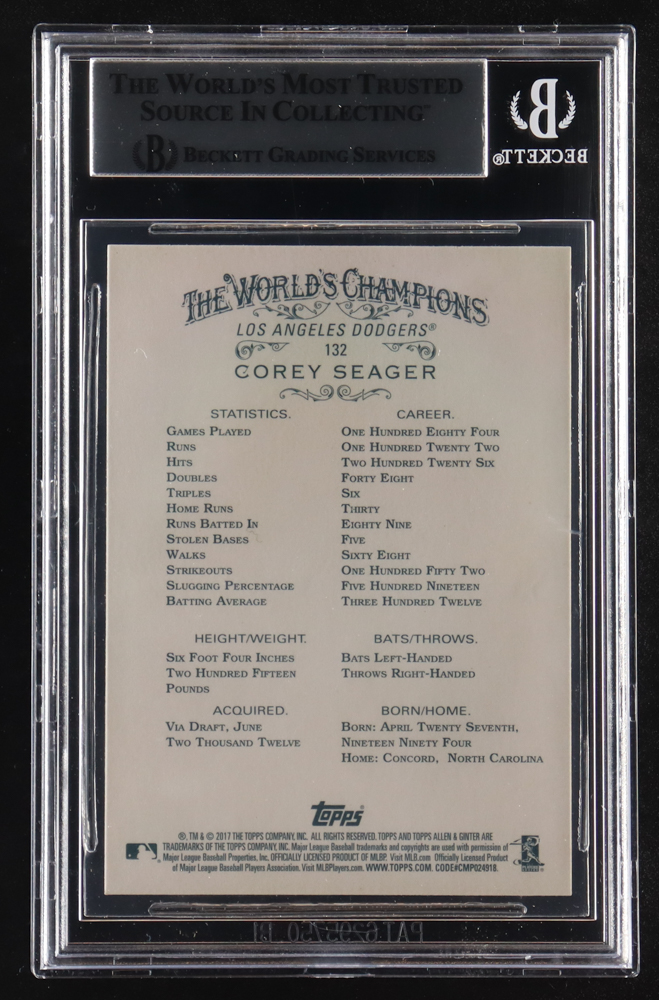 THE WORLD'S MOST TRUSTED
SOURCE IN COLLECTING™
BECKETT GRADING SERVICES
B
BECKETT®
THE WORLD'S CHAMPIONS
LOS ANGELES DODGERS®
132
COREY SEAGER
STATISTICS. CAREER.
GAMES PLAYED ONE HUNDRED EIGHTY FOUR
RUNS ONE HUNDRED TWENTY TWO
HITS TWO HUNDRED TWENTY SIX
DOUBLES FORTY EIGHT
TRIPLES SIX
HOME RUNS THIRTY
RUNS BATTED IN EIGHTY NINE
STOLEN BASES FIVE
WALKS SIXTY EIGHT
STRIKEOUTS ONE HUNDRED FIFTY TWO
SLUGGING PERCENTAGE FIVE HUNDRED NINETEEN
BATTING AVERAGE THREE HUNDRED TWELVE
HEIGHT/WEIGHT.
SIX FOOT FOUR INCHES
TWO HUNDRED FIFTEEN
POUNDS
BATS/THROWS.
BATS LEFT-HANDED
THROWS RIGHT-HANDED
ACQUIRED.
VIA DRAFT, JUNE
TWO THOUSAND TWELVE
BORN/HOME.
BORN: APRIL TWENTY SEVENTH,
NINETEEN NINETY FOUR
HOME: CONCORD, NORTH CAROLINA
Topps®
®, TM & © 2017 THE TOPPS COMPANY, INC. ALL RIGHTS RESERVED. TOPPS AND TOPPS ALLEN & GINTER ARE
TRADEMARKS OF THE TOPPS COMPANY, INC. Major League Baseball trademarks and copyrights are used with permission of
Major League Baseball Properties, Inc. OFFICIALLY LICENSED PRODUCT OF MLBP. Visit MLB.com Officially Licensed Product
of Major League Baseball Players Association. Visit MLBPlayers.com. WWW.TOPPS.COM. CODE#CMP024918.